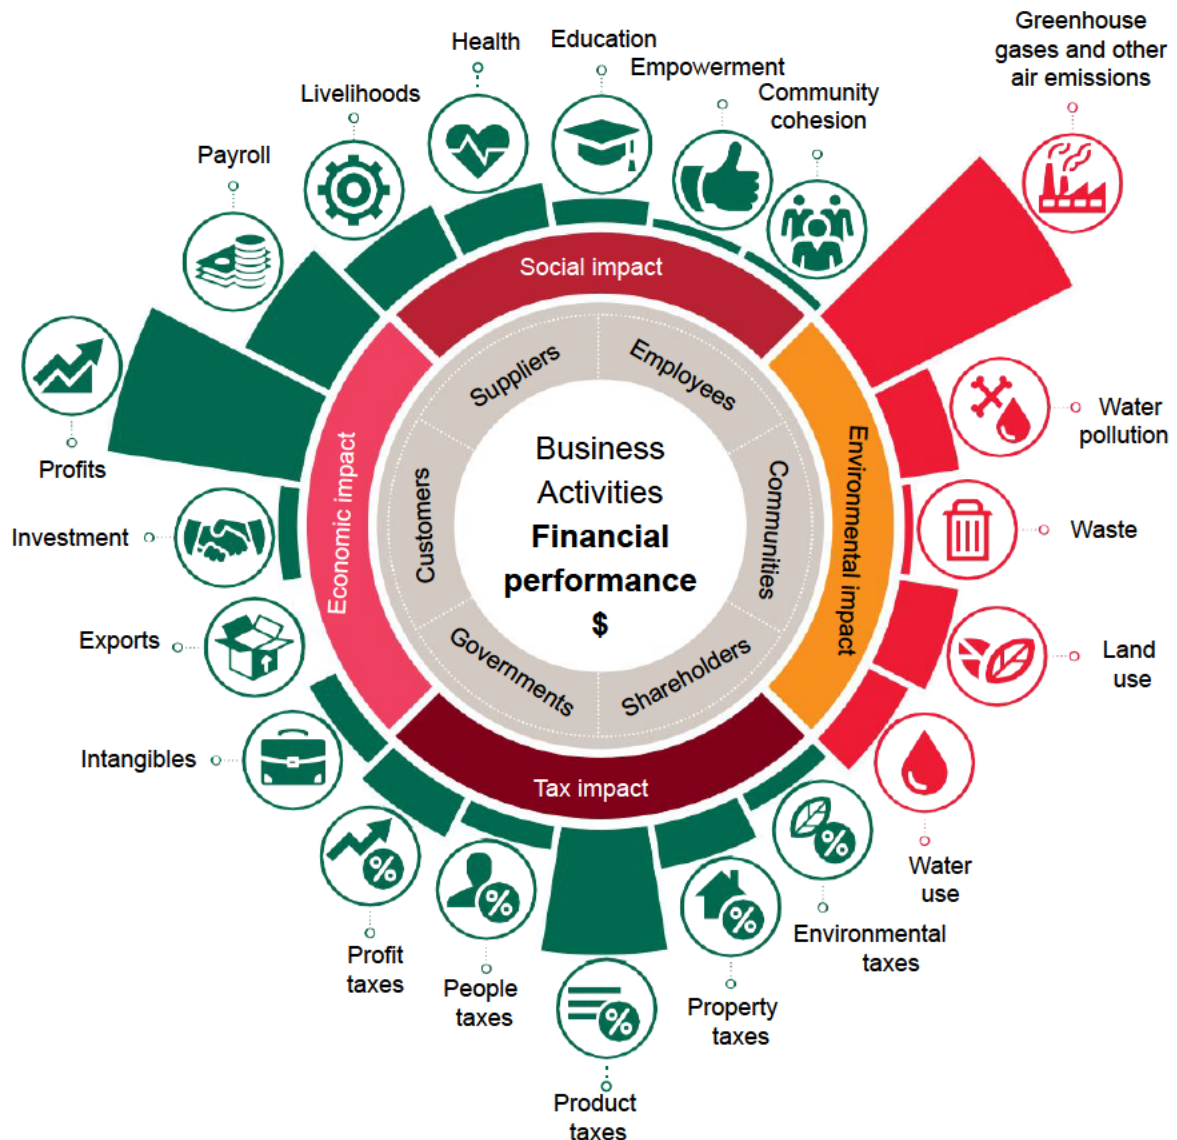 Health
Education
Empowerment
Community
cohesion
Greenhouse
gases and other
air emissions
Livelihoods
Payroll
Profits
Investment
Exports
Intangibles
Profit
taxes
People
taxes
Product
taxes
Property
taxes
Environmental
taxes
Water
use
Land
use
Waste
Water
pollution
Social impact
Environmental impact
Tax impact
Economic impact
Suppliers
Employees
Communities
Shareholders
Governments
Customers
Business
Activities
Financial
performance
$
%
%
%
%
%